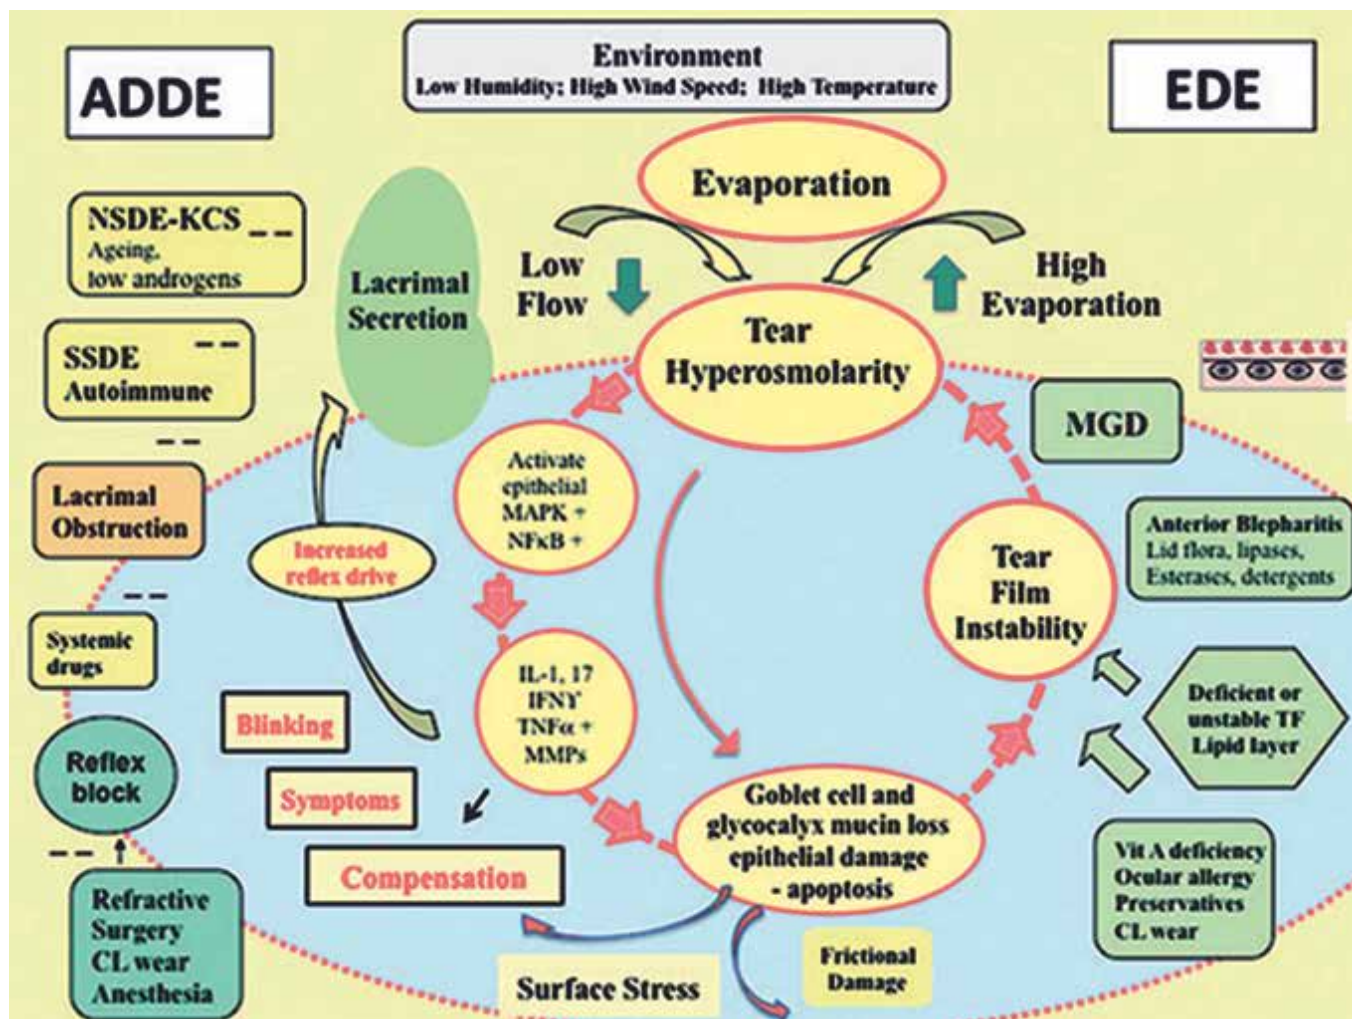 ADDE
Environment
Low Humidity; High Wind Speed; High Temperature
EDE
Evaporation
NSDE-KCS
Ageing,
low androgens
Lacrimal
Secretion
Low
Flow
High
Evaporation
Tear
Hyperosmolarity
SSDE
Autoimmune
MGD
Lacrimal
Obstruction
Activate
epithelial
MAPK +
NFκB +
Increased
reflex drive
Tear
Film
Instability
Anterior Blepharitis
Lid flora, lipases,
Esterases, detergents
Systemic
drugs
IL-1, 17
IFNY
TNFα +
MMPs
Deficient or
unstable TF
Lipid layer
Blinking
Reflex
block
Symptoms
Goblet cell and
glycocalyx mucin loss
epithelial damage
- apoptosis
Compensation
Vit A deficiency
Ocular allergy
Preservatives
CL wear
Refractive
Surgery
CL wear
Anesthesia
Frictional
Damage
Surface Stress